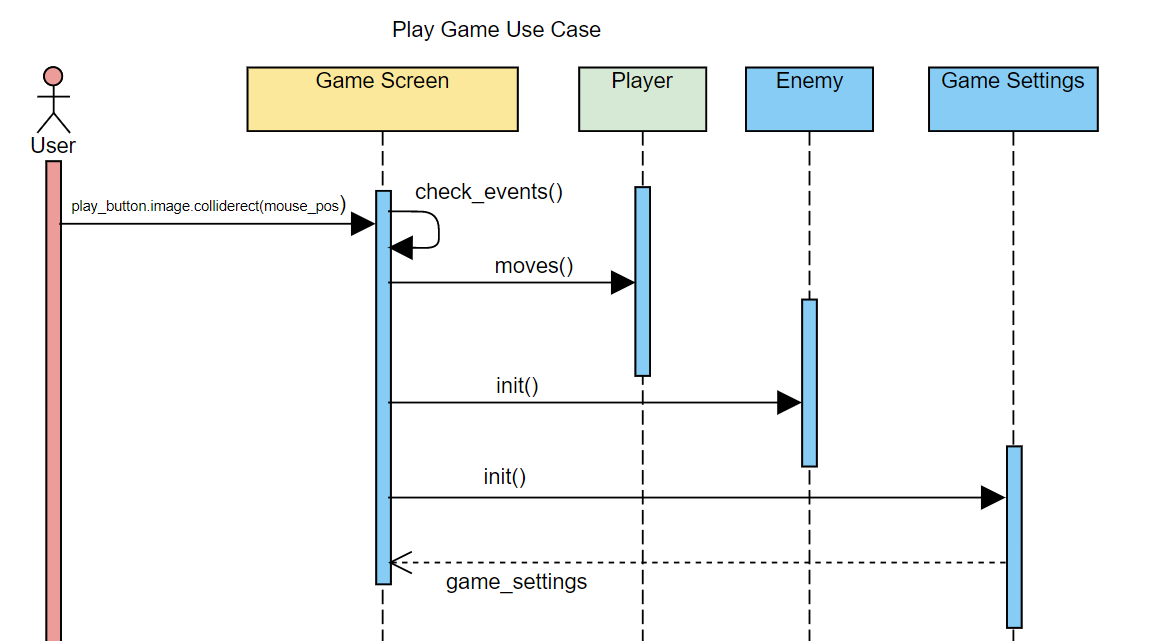 Play Game Use Case
Game Screen
Player
Enemy
Game Settings
User
play_button.image.colliderect(mouse_pos)
check_events()
moves()
init()
init()
game_settings